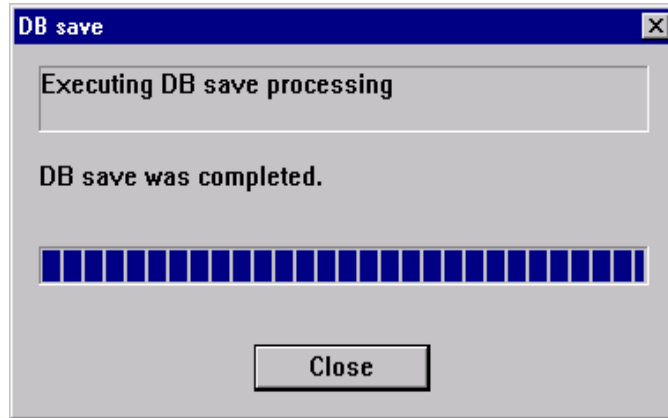 DB save
Executing DB save processing
DB save was completed.
Close